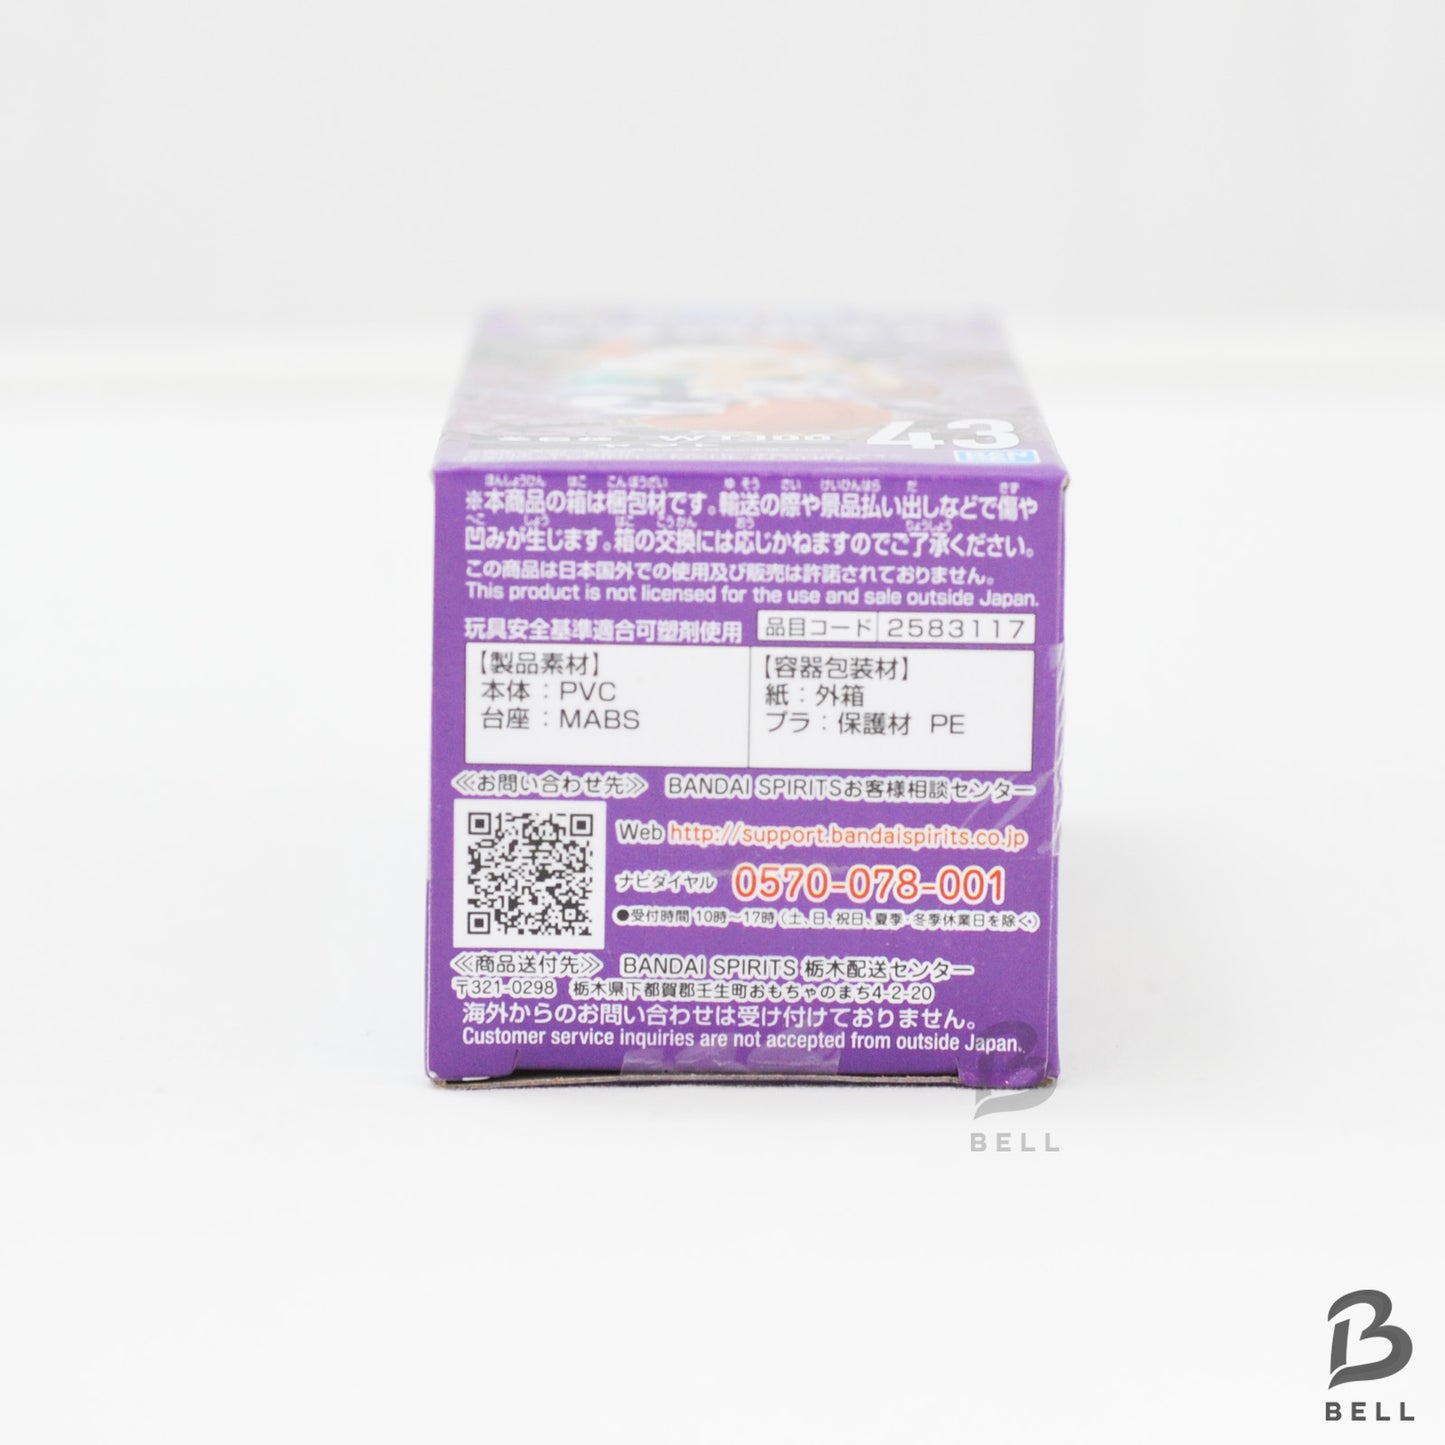 43
※本商品の箱は梱包材です。輸送の際や景品払い出しなどで傷や
凹みが生じます。箱の交換には応じかねますのでご了承ください。
この商品は日本国外での使用及び販売は許諾されておりません。
This product is not licensed for the use and sale outside Japan.
玩具安全基準適合可塑剤使用
品目コード 2583117
【製品素材】
本体：PVC
台座：MABS
【容器包装材】
紙：外箱
プラ：保護材 PE
≪お問い合わせ先≫ BANDAI SPIRITSお客様相談センター
Web http://support.bandaispirits.co.jp
ナビダイヤル 0570-078-001
●受付時間 10時～17時（土、日、祝日、夏季・冬季休業日を除く）
≪商品送付先≫ BANDAI SPIRITS 栃木配送センター
〒321-0298 栃木県下都賀郡壬生町おもちゃのまち4-2-20
海外からのお問い合わせは受け付けておりません。
Customer service inquiries are not accepted from outside Japan.
BELL
BELL